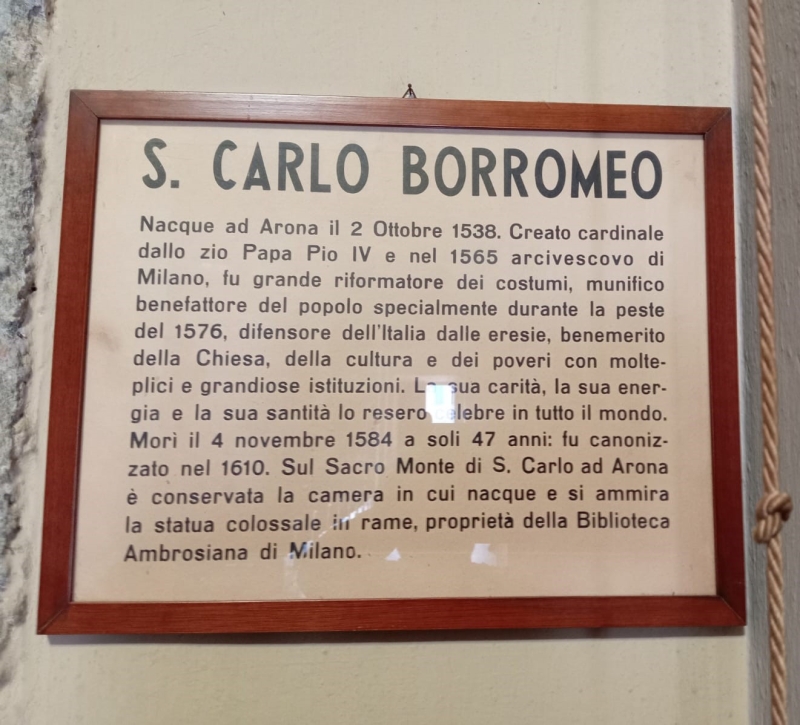 S. CARLO BORROMEO
Nacque ad Arona il 2 Ottobre 1538. Creato cardinale
dallo zio Papa Pio IV e nel 1565 arcivescovo di
Milano, fu grande riformatore dei costumi, munifico
benefattore del popolo specialmente durante la peste
del 1576, difensore dell'Italia dalle eresie, benemerito
della Chiesa, della cultura e dei poveri con molte-
plici e grandiose istituzioni. La sua carità, la sua ener-
gia e la sua santità lo resero celebre in tutto il mondo.
Morì il 4 novembre 1584 a soli 47 anni: fu canoniz-
zato nel 1610. Sul Sacro Monte di S. Carlo ad Arona
è conservata la camera in cui nacque e si ammira
la statua colossale in rame, proprietà della Biblioteca
Ambrosiana di Milano.